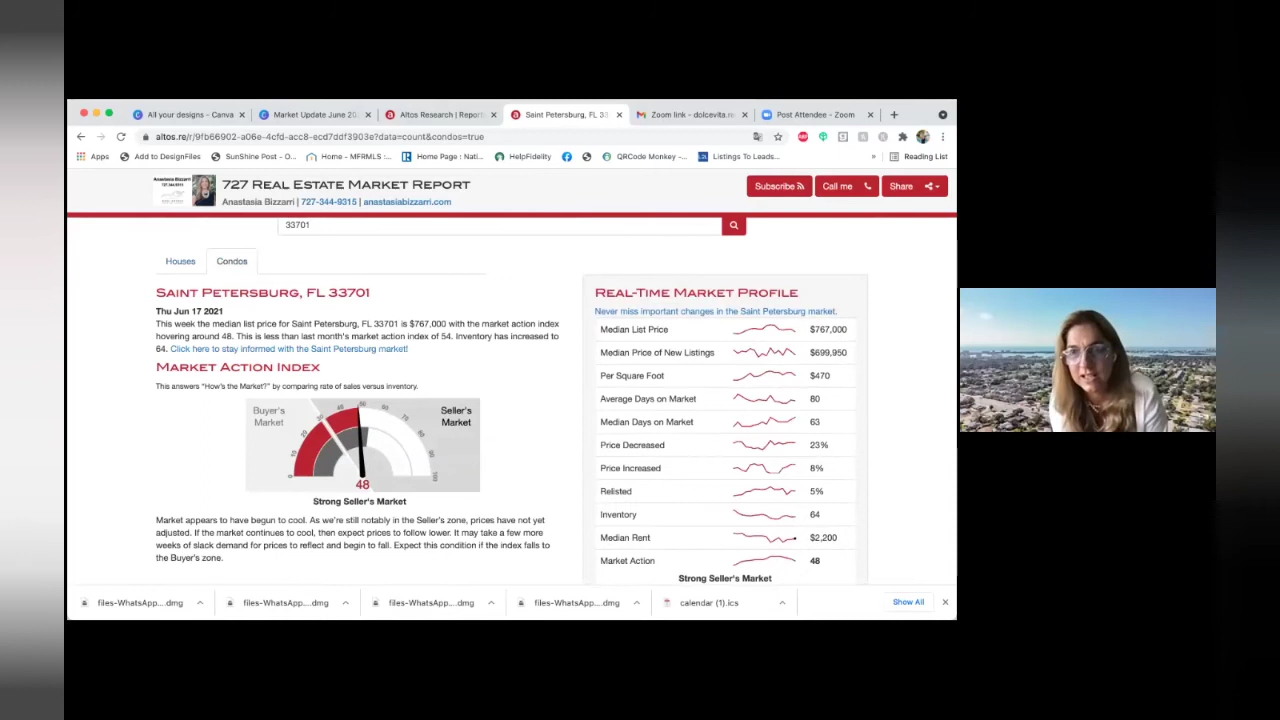 All your designs - Canva
Market Update June 20
Altos Research | Report
Saint Petersburg, FL 33
Zoom link - dolcevita.m
Post Attendee - Zoom
altos.re/r/9fb66902-a06e-4cfd-acc8-ecd7ddf3903e?data=count&condos=true
Apps
Add to DesignFiles
SunShine Post - O...
Home - MFRMLS:...
Home Page : Nati...
HelpFidelity
QRCode Monkey -...
Listings To Leads...
»
Reading List
Anastasia Bizzarri
727 Real Estate Market Report
Anastasia Bizzarri | 727-344-9315 | anastasiabizzarri.com
Subscribe
Call me
Share
33701
Houses
Condos
Saint Petersburg, FL 33701
Thu Jun 17 2021
This week the median list price for Saint Petersburg, FL 33701 is $767,000 with the market action index
hovering around 48. This is less than last month's market action index of 54. Inventory has increased to
64. Click here to stay informed with the Saint Petersburg market!
Market Action Index
This answers "How's the Market?" by comparing rate of sales versus inventory.
Buyer's
Market
Seller's
Market
48
Strong Seller's Market
Market appears to have begun to cool. As we're still notably in the Seller's zone, prices have not yet
adjusted. If the market continues to cool, then expect prices to follow lower. It may take a few more
weeks of slack demand for prices to reflect and begin to fall. Expect this condition if the index falls to
the Buyer's zone.
Real-Time Market Profile
Never miss important changes in the Saint Petersburg market.
Median List Price $767,000
Median Price of New Listings $699,950
Per Square Foot $470
Average Days on Market 80
Median Days on Market 63
Price Decreased 23%
Price Increased 8%
Relisted 5%
Inventory 64
Median Rent $2,200
Market Action 48
Strong Seller's Market
files-WhatsApp....dmg
files-WhatsApp....dmg
files-WhatsApp....dmg
files-WhatsApp....dmg
calendar (1).ics
Show All